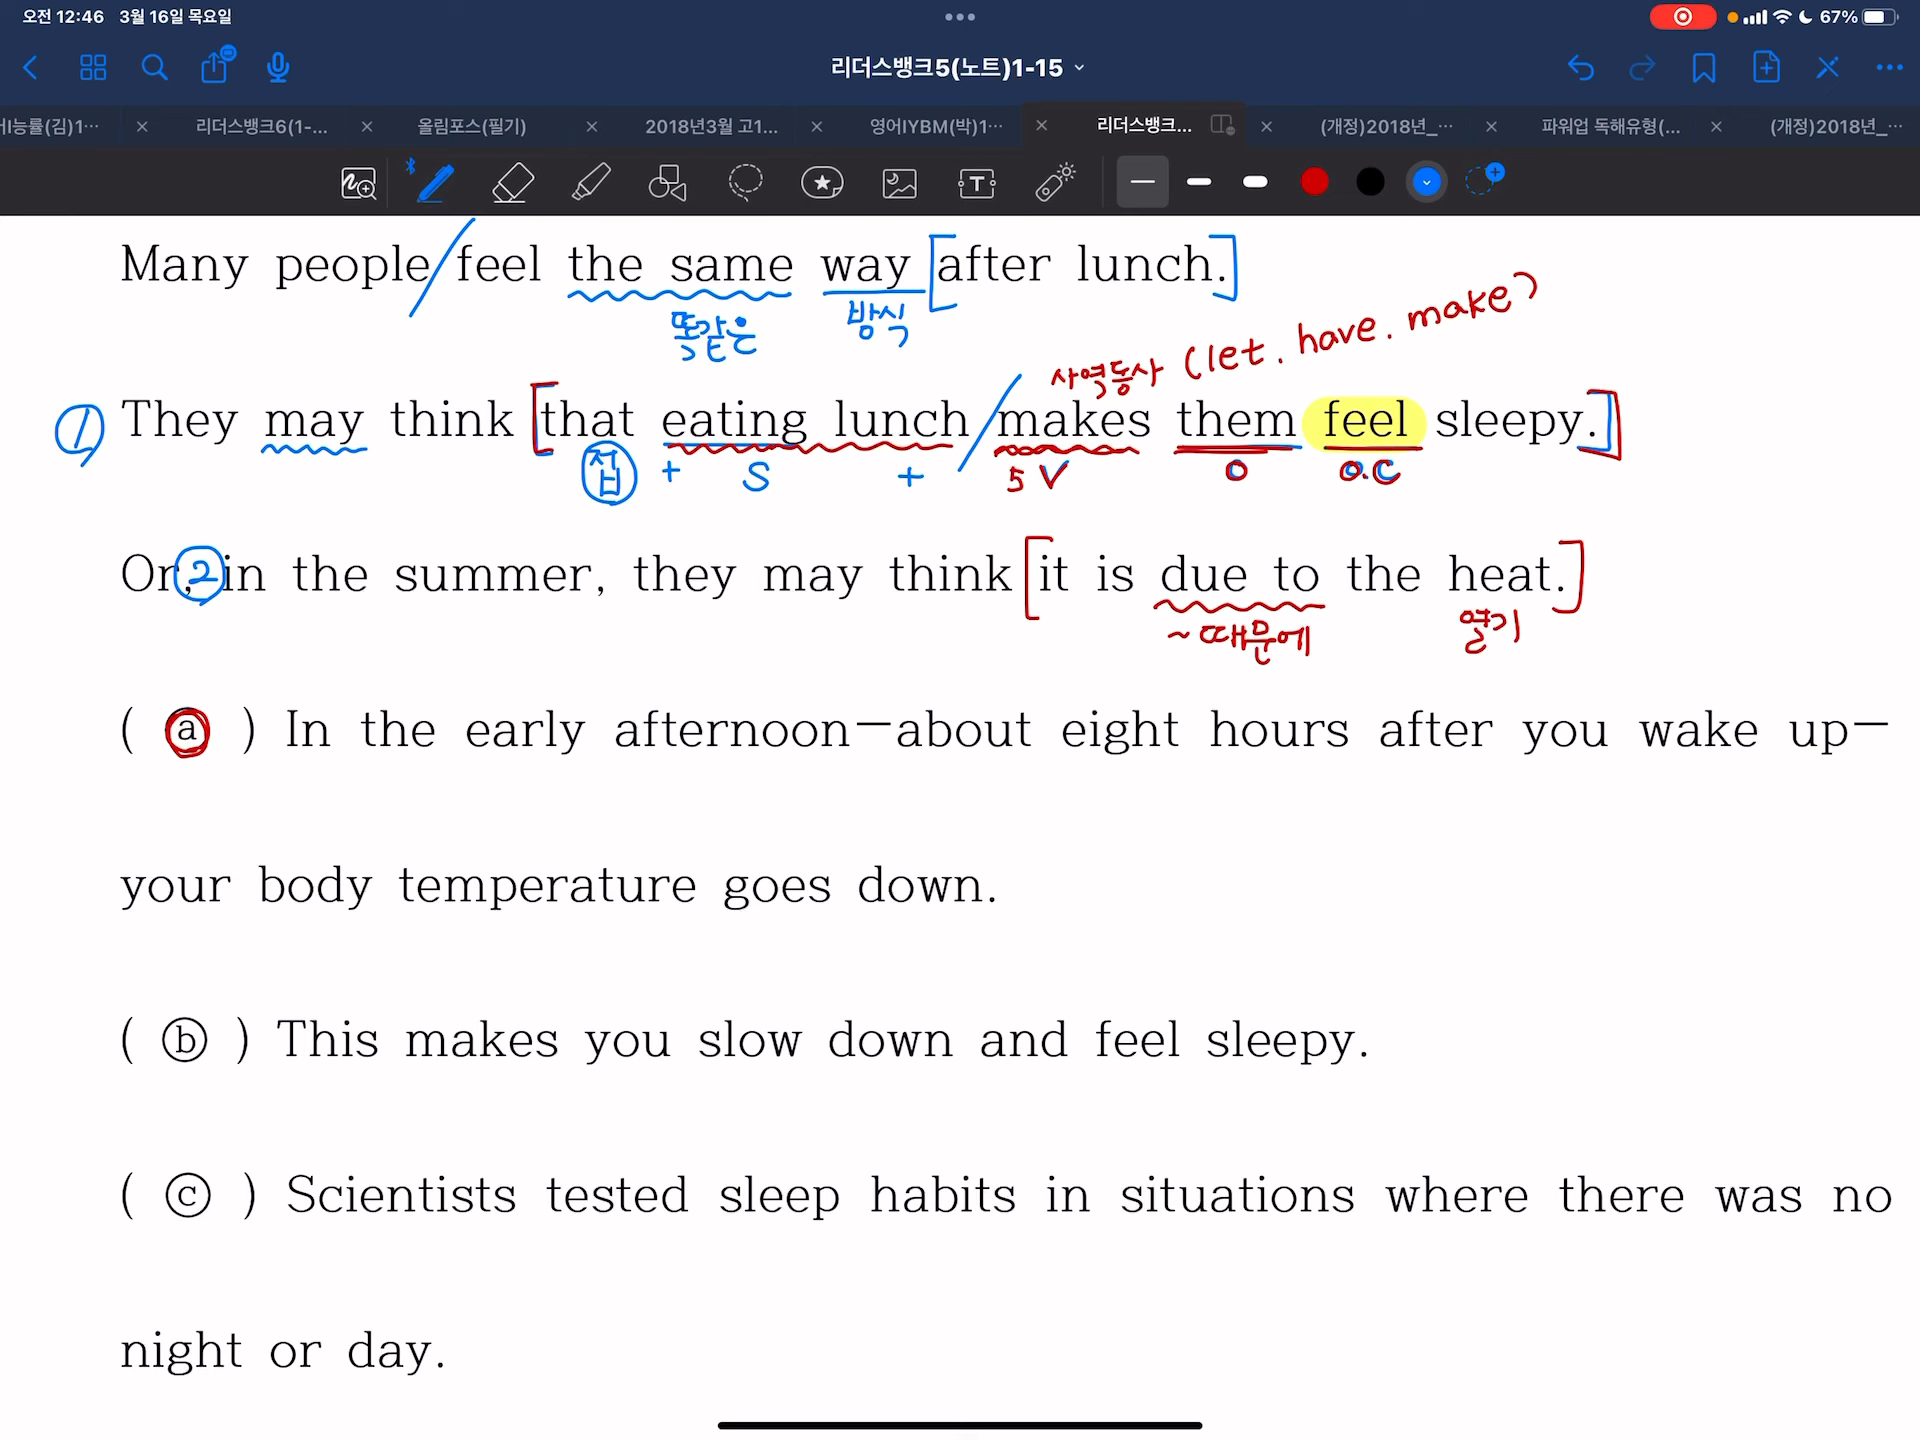 오전 12:46 3월 16일 목요일
67%
리더스뱅크5(노트)1-15
능률(김)1… 리더스뱅크6(1-... 올림포스(필기) 2018년3월 고1... 영어IYBM(박)1… 리더스뱅크... (개정)2018년_… 파워업 독해유형(... (개정)2018년_…
Many people / feel the same way [after lunch.]
똑같은 방식
사역동사 (let. have. make)
① They may think [that eating lunch / makes them feel sleepy.]
접 + S + 5 V O O.C
Or, ② in the summer, they may think [it is due to the heat.]
~때문에 열기
( ⓐ ) In the early afternoon—about eight hours after you wake up—
your body temperature goes down.
( ⓑ ) This makes you slow down and feel sleepy.
( ⓒ ) Scientists tested sleep habits in situations where there was no
night or day.